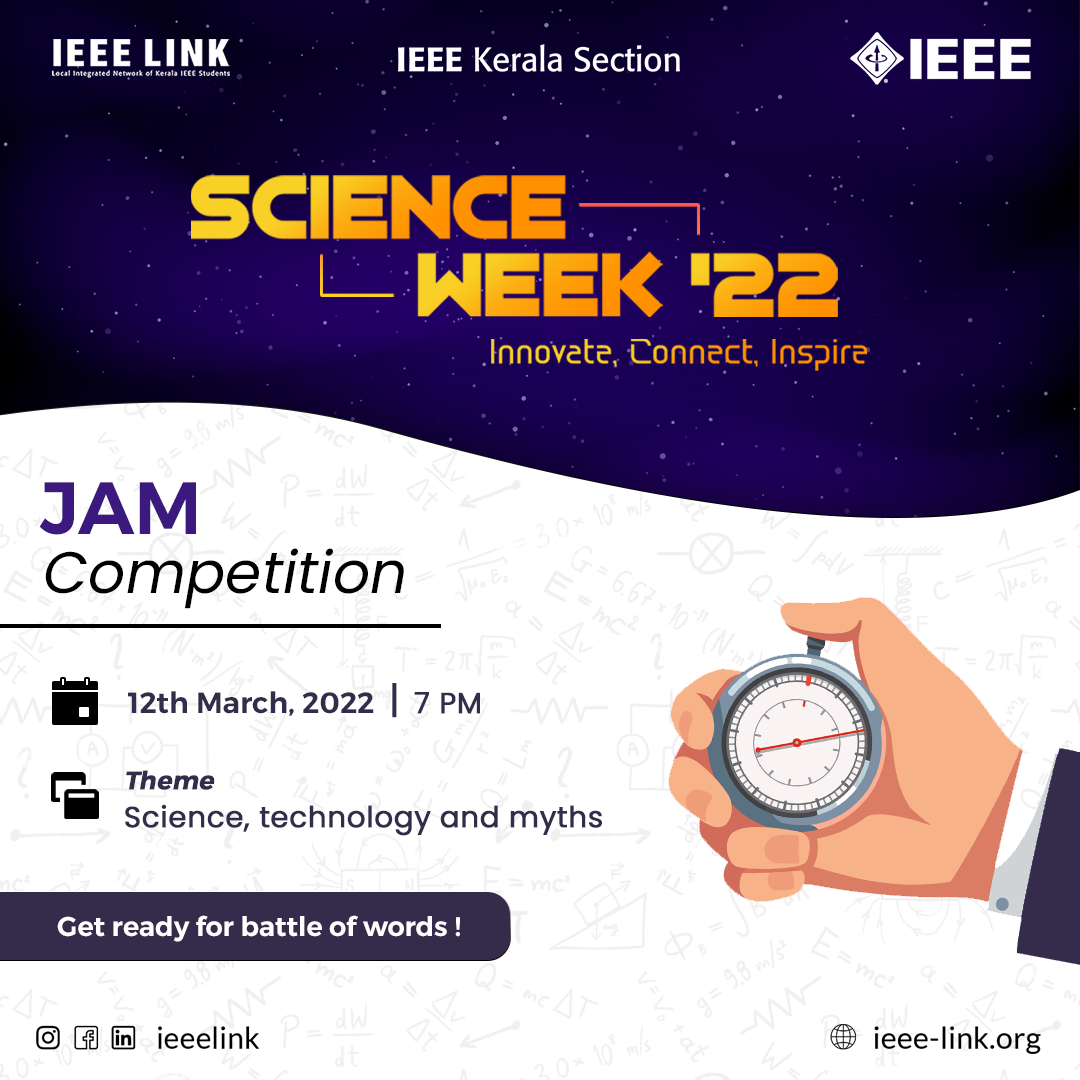 IEEE LINK
Local Integrated Network of Kerala IEEE Students
IEEE Kerala Section
IEEE
SCIENCE
WEEK '22
Innovate, Connect, Inspire
JAM
Competition
12th March, 2022 | 7 PM
Theme
Science, technology and myths
Get ready for battle of words !
ieeelink
ieee-link.org